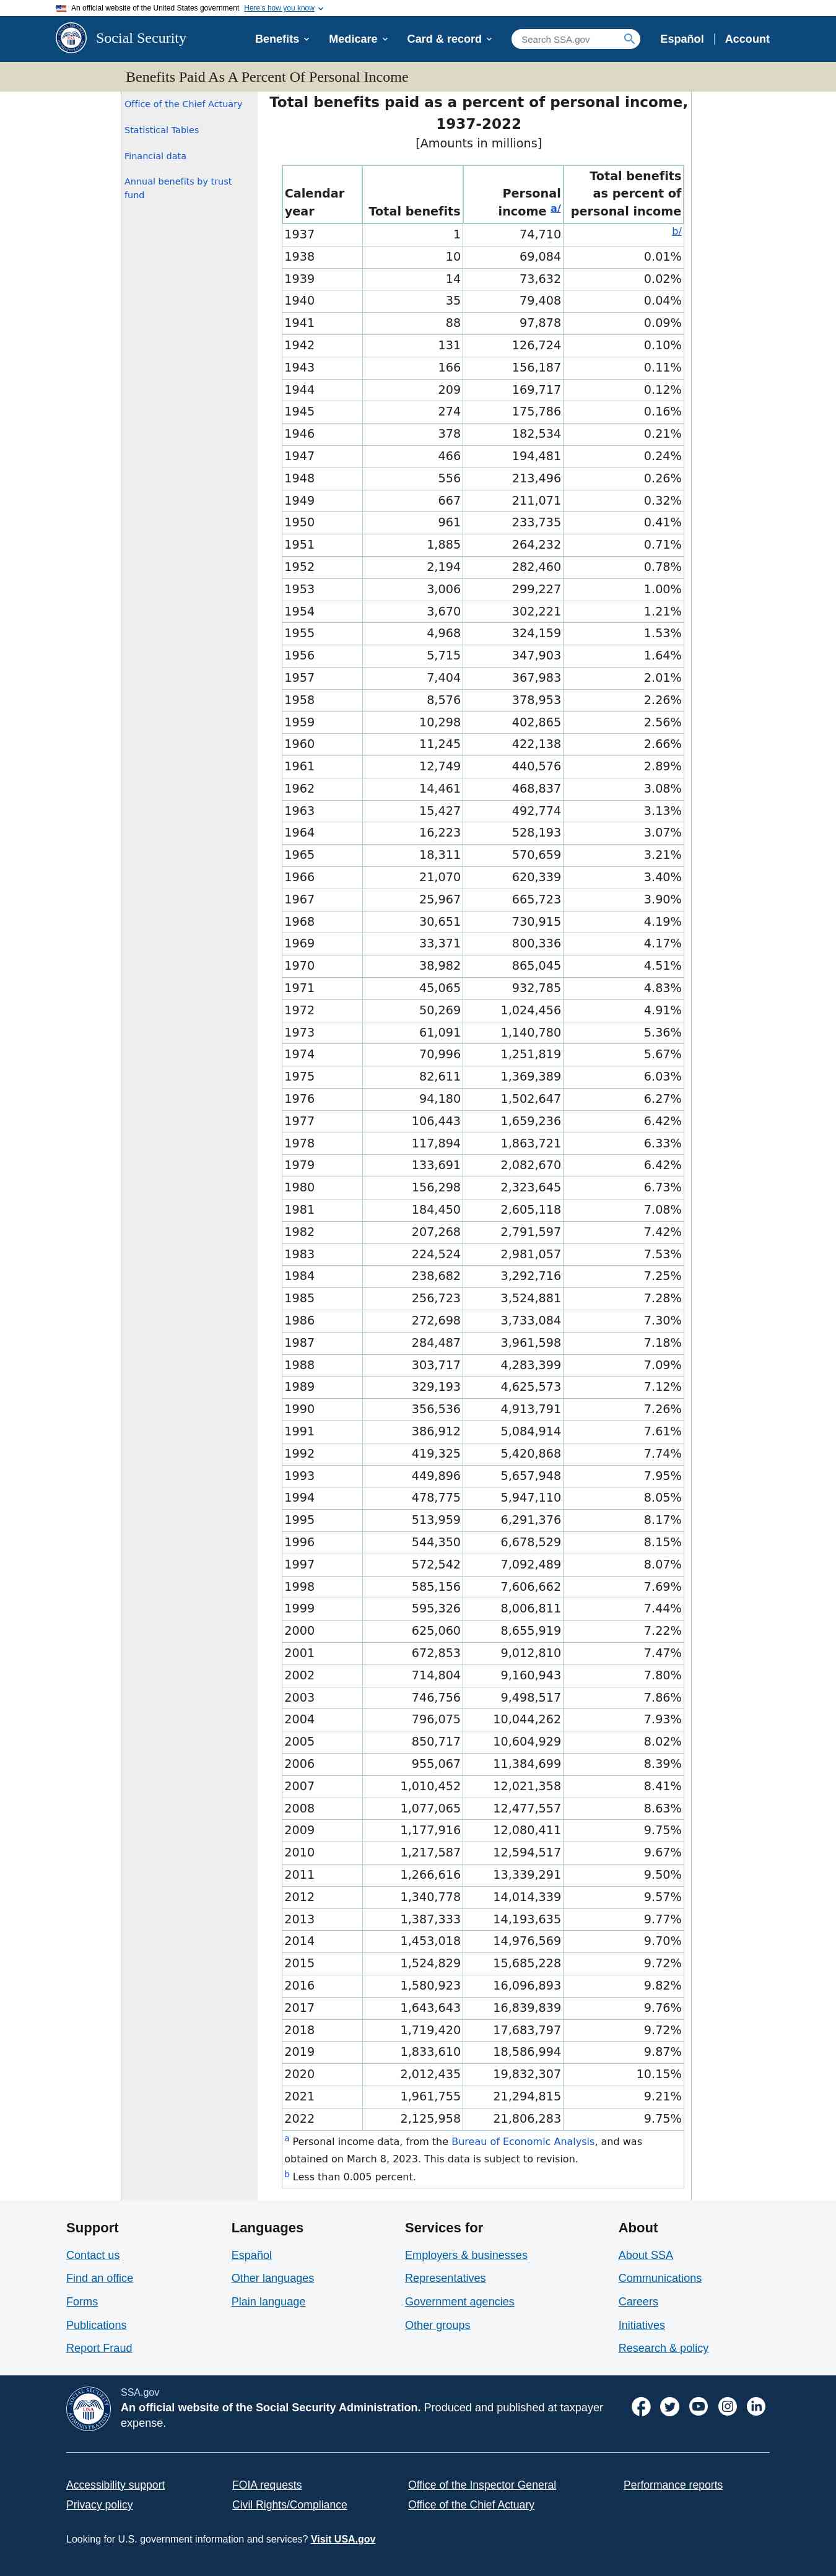 An official website of the United States government Here's how you know
Social Security
Benefits Medicare Card & record Search SSA.gov Español | Account
Benefits Paid As A Percent Of Personal Income
Office of the Chief Actuary
Statistical Tables
Financial data
Annual benefits by trust
fund
Total benefits paid as a percent of personal income,
1937-2022
[Amounts in millions]
Calendar year Total benefits Personal income a/ Total benefits as percent of personal income
1937 1 74,710 b/
1938 10 69,084 0.01%
1939 14 73,632 0.02%
1940 35 79,408 0.04%
1941 88 97,878 0.09%
1942 131 126,724 0.10%
1943 166 156,187 0.11%
1944 209 169,717 0.12%
1945 274 175,786 0.16%
1946 378 182,534 0.21%
1947 466 194,481 0.24%
1948 556 213,496 0.26%
1949 667 211,071 0.32%
1950 961 233,735 0.41%
1951 1,885 264,232 0.71%
1952 2,194 282,460 0.78%
1953 3,006 299,227 1.00%
1954 3,670 302,221 1.21%
1955 4,968 324,159 1.53%
1956 5,715 347,903 1.64%
1957 7,404 367,983 2.01%
1958 8,576 378,953 2.26%
1959 10,298 402,865 2.56%
1960 11,245 422,138 2.66%
1961 12,749 440,576 2.89%
1962 14,461 468,837 3.08%
1963 15,427 492,774 3.13%
1964 16,223 528,193 3.07%
1965 18,311 570,659 3.21%
1966 21,070 620,339 3.40%
1967 25,967 665,723 3.90%
1968 30,651 730,915 4.19%
1969 33,371 800,336 4.17%
1970 38,982 865,045 4.51%
1971 45,065 932,785 4.83%
1972 50,269 1,024,456 4.91%
1973 61,091 1,140,780 5.36%
1974 70,996 1,251,819 5.67%
1975 82,611 1,369,389 6.03%
1976 94,180 1,502,647 6.27%
1977 106,443 1,659,236 6.42%
1978 117,894 1,863,721 6.33%
1979 133,691 2,082,670 6.42%
1980 156,298 2,323,645 6.73%
1981 184,450 2,605,118 7.08%
1982 207,268 2,791,597 7.42%
1983 224,524 2,981,057 7.53%
1984 238,682 3,292,716 7.25%
1985 256,723 3,524,881 7.28%
1986 272,698 3,733,084 7.30%
1987 284,487 3,961,598 7.18%
1988 303,717 4,283,399 7.09%
1989 329,193 4,625,573 7.12%
1990 356,536 4,913,791 7.26%
1991 386,912 5,084,914 7.61%
1992 419,325 5,420,868 7.74%
1993 449,896 5,657,948 7.95%
1994 478,775 5,947,110 8.05%
1995 513,959 6,291,376 8.17%
1996 544,350 6,678,529 8.15%
1997 572,542 7,092,489 8.07%
1998 585,156 7,606,662 7.69%
1999 595,326 8,006,811 7.44%
2000 625,060 8,655,919 7.22%
2001 672,853 9,012,810 7.47%
2002 714,804 9,160,943 7.80%
2003 746,756 9,498,517 7.86%
2004 796,075 10,044,262 7.93%
2005 850,717 10,604,929 8.02%
2006 955,067 11,384,699 8.39%
2007 1,010,452 12,021,358 8.41%
2008 1,077,065 12,477,557 8.63%
2009 1,177,916 12,080,411 9.75%
2010 1,217,587 12,594,517 9.67%
2011 1,266,616 13,339,291 9.50%
2012 1,340,778 14,014,339 9.57%
2013 1,387,333 14,193,635 9.77%
2014 1,453,018 14,976,569 9.70%
2015 1,524,829 15,685,228 9.72%
2016 1,580,923 16,096,893 9.82%
2017 1,643,643 16,839,839 9.76%
2018 1,719,420 17,683,797 9.72%
2019 1,833,610 18,586,994 9.87%
2020 2,012,435 19,832,307 10.15%
2021 1,961,755 21,294,815 9.21%
2022 2,125,958 21,806,283 9.75%
a Personal income data, from the Bureau of Economic Analysis, and was
obtained on March 8, 2023. This data is subject to revision.
b Less than 0.005 percent.
Support Languages Services for About
Contact us Español Employers & businesses About SSA
Find an office Other languages Representatives Communications
Forms Plain language Government agencies Careers
Publications Other groups Initiatives
Report Fraud Research & policy
SSA.gov
An official website of the Social Security Administration. Produced and published at taxpayer
expense.
Accessibility support FOIA requests Office of the Inspector General Performance reports
Privacy policy Civil Rights/Compliance Office of the Chief Actuary
Looking for U.S. government information and services? Visit USA.gov